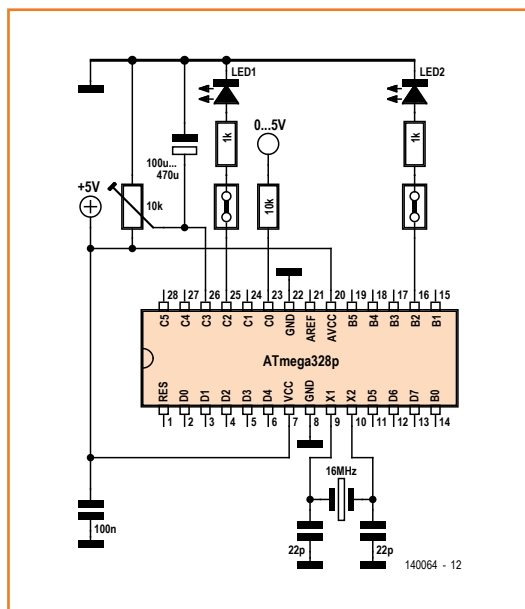 LED1
LED2
0...5V
1k
1k
100u...
470u
+5V
10k
10k
28 27 26 25 24 23 22 21 20 19 18 17 16 15
C5 C4 C3 C2 C1 C0 GND AREF AVCC B5 B4 B3 B2 B1
ATmega328p
RES D0 D1 D2 D3 D4 VCC GND X1 X2 D5 D6 D7 B0
1 2 3 4 5 6 7 8 9 10 11 12 13 14
16MHz
100n
22p
22p
140064 - 12